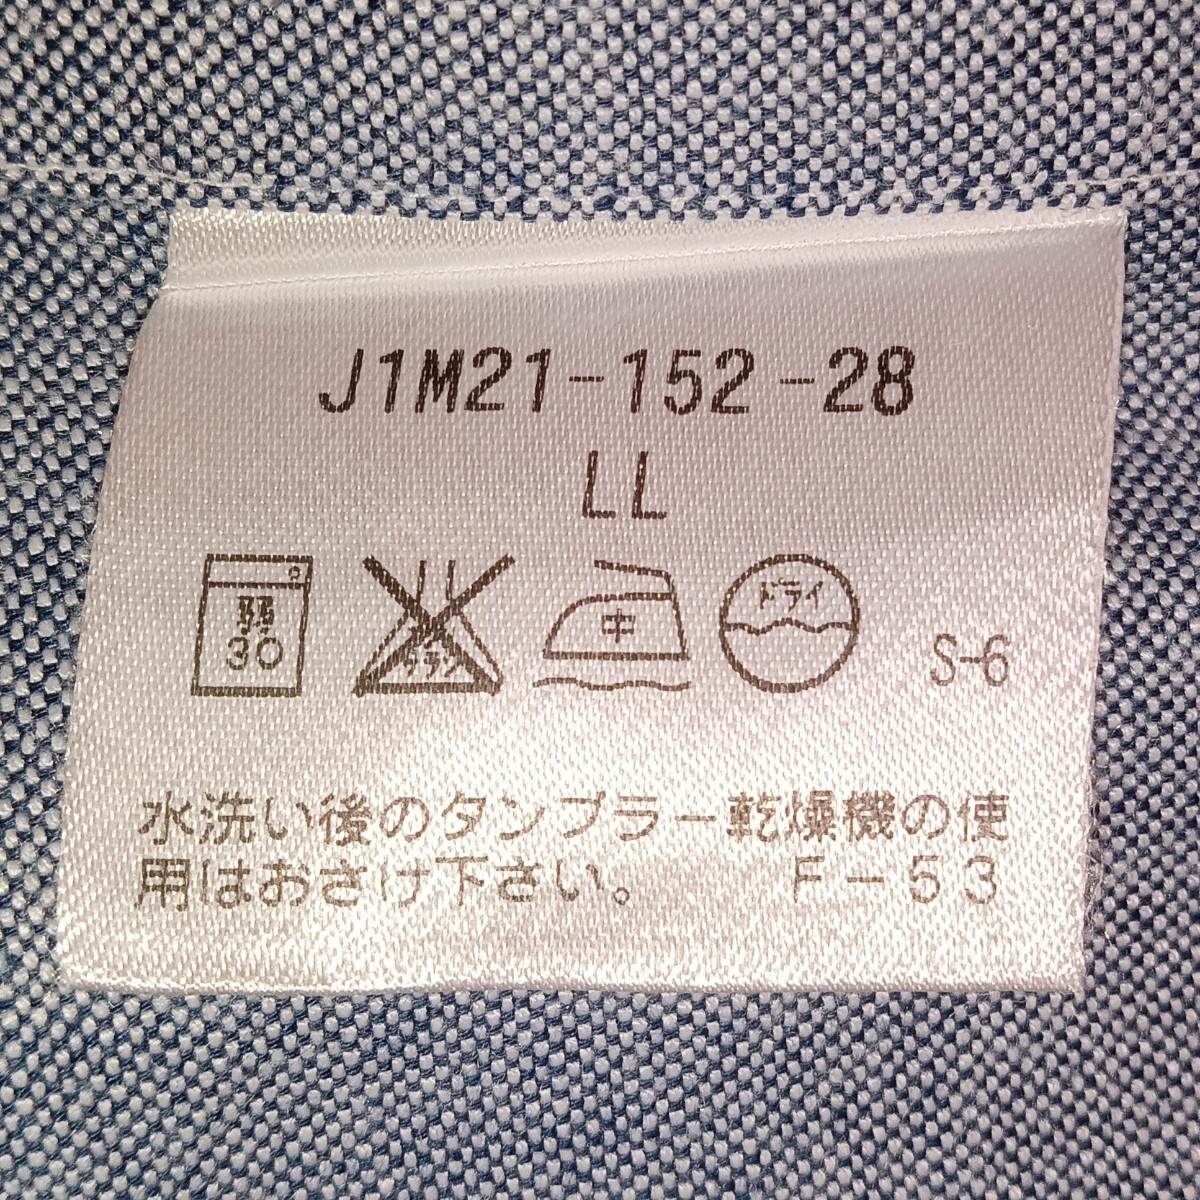 J1M21-152-28
LL
弱 30 中 ドライ S-6
水洗い後のタンブラー乾燥機の使
用はおさけ下さい。 F-53